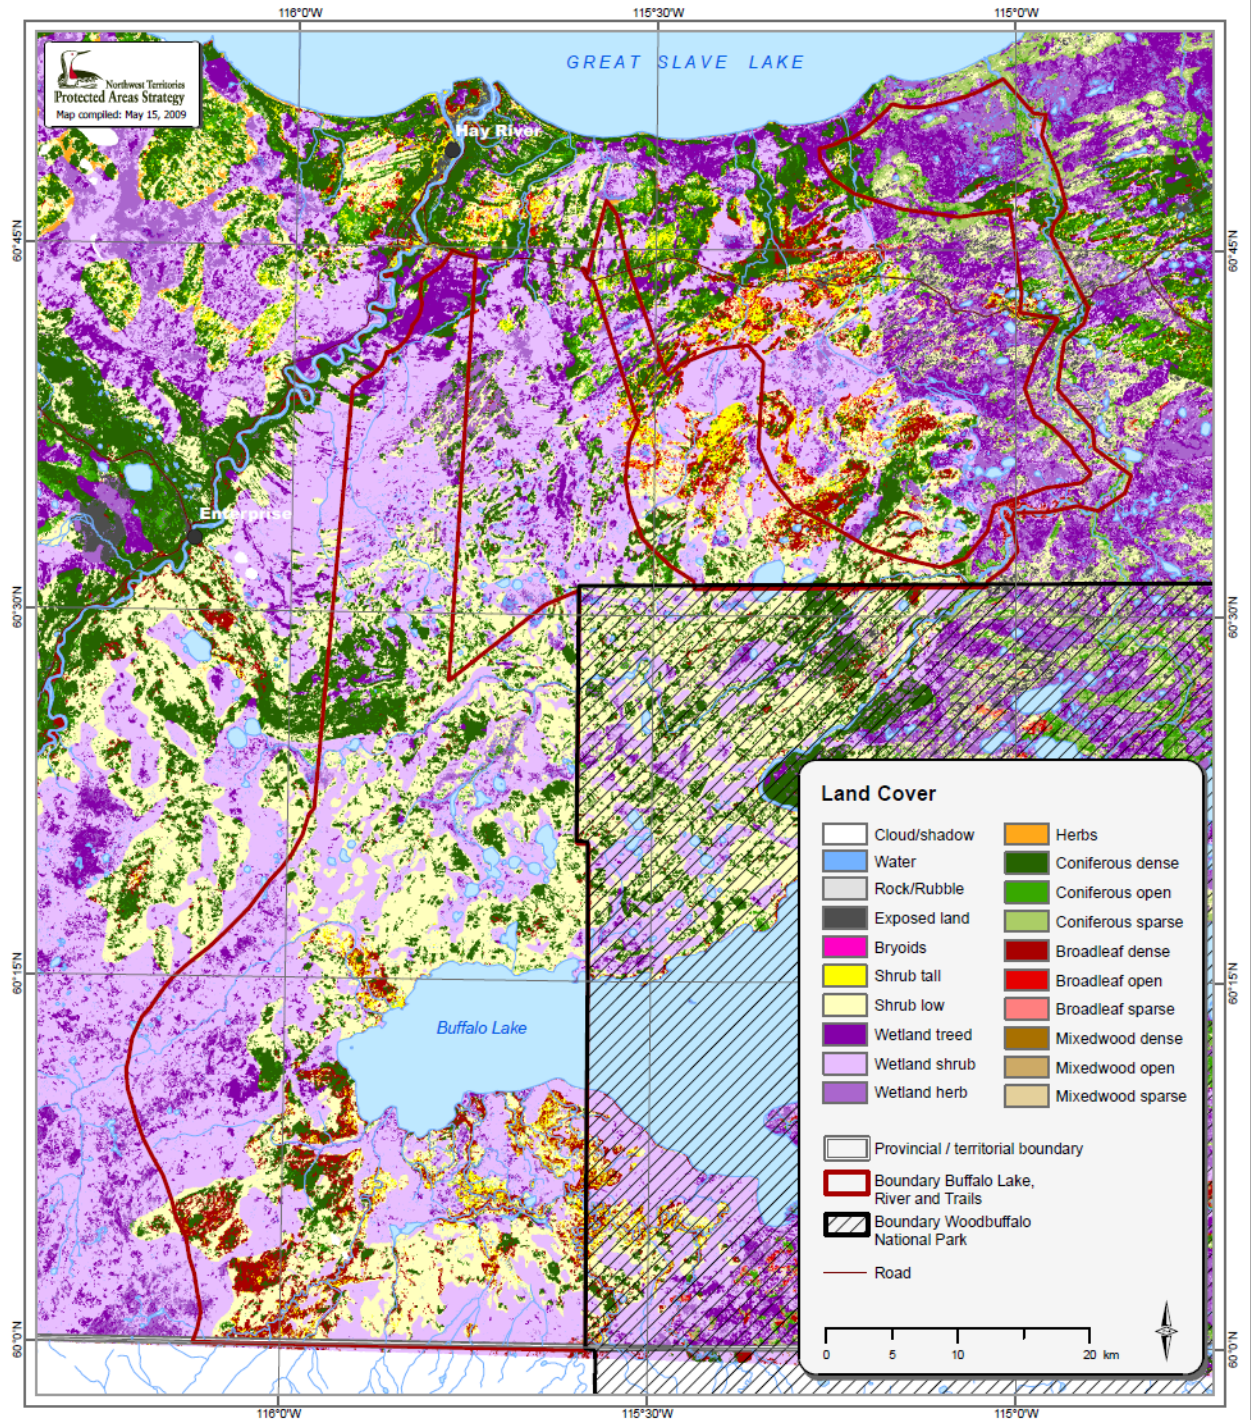 116°0'W
115°30'W
115°0'W
Northwest Territories
Protected Areas Strategy
Map compiled: May 15, 2009
GREAT SLAVE LAKE
Hay River
60°45'N
60°45'N
Enterprise
60°30'N
60°30'N
60°15'N
60°15'N
Buffalo Lake
60°0'N
60°0'N
Land Cover
Cloud/shadow
Water
Rock/Rubble
Exposed land
Bryoids
Shrub tall
Shrub low
Wetland treed
Wetland shrub
Wetland herb
Herbs
Coniferous dense
Coniferous open
Coniferous sparse
Broadleaf dense
Broadleaf open
Broadleaf sparse
Mixedwood dense
Mixedwood open
Mixedwood sparse
Provincial / territorial boundary
Boundary Buffalo Lake,
River and Trails
Boundary Woodbuffalo
National Park
Road
0 5 10 20 km
116°0'W
115°30'W
115°0'W